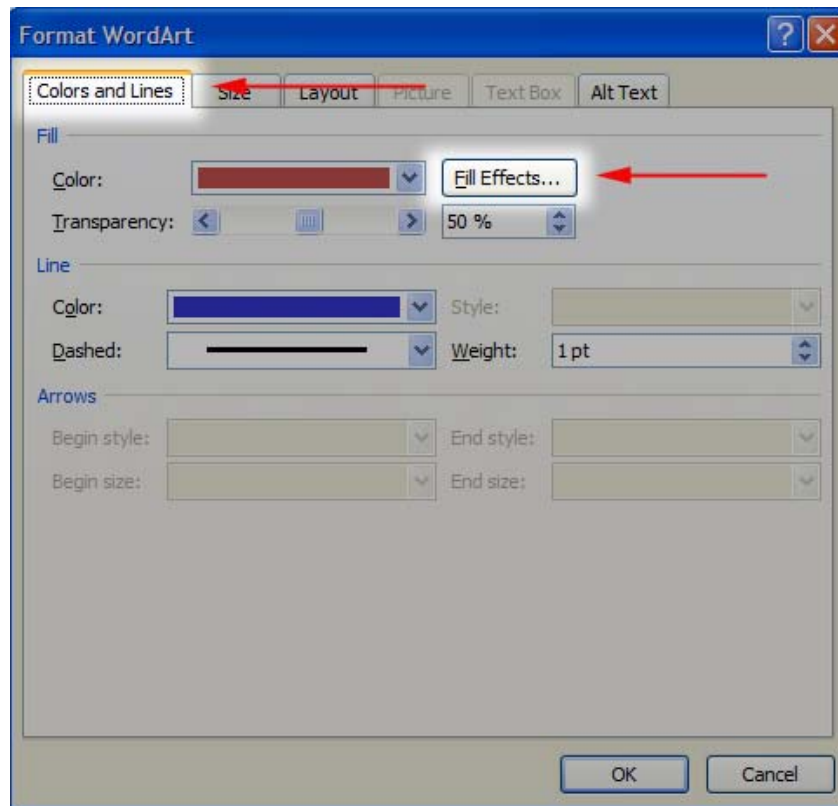 Format WordArt
Colors and Lines Size Layout Picture Text Box Alt Text
Fill
Color: Fill Effects...
Transparency: 50 %
Line
Color: Style:
Dashed: Weight: 1 pt
Arrows
Begin style: End style:
Begin size: End size:
OK Cancel